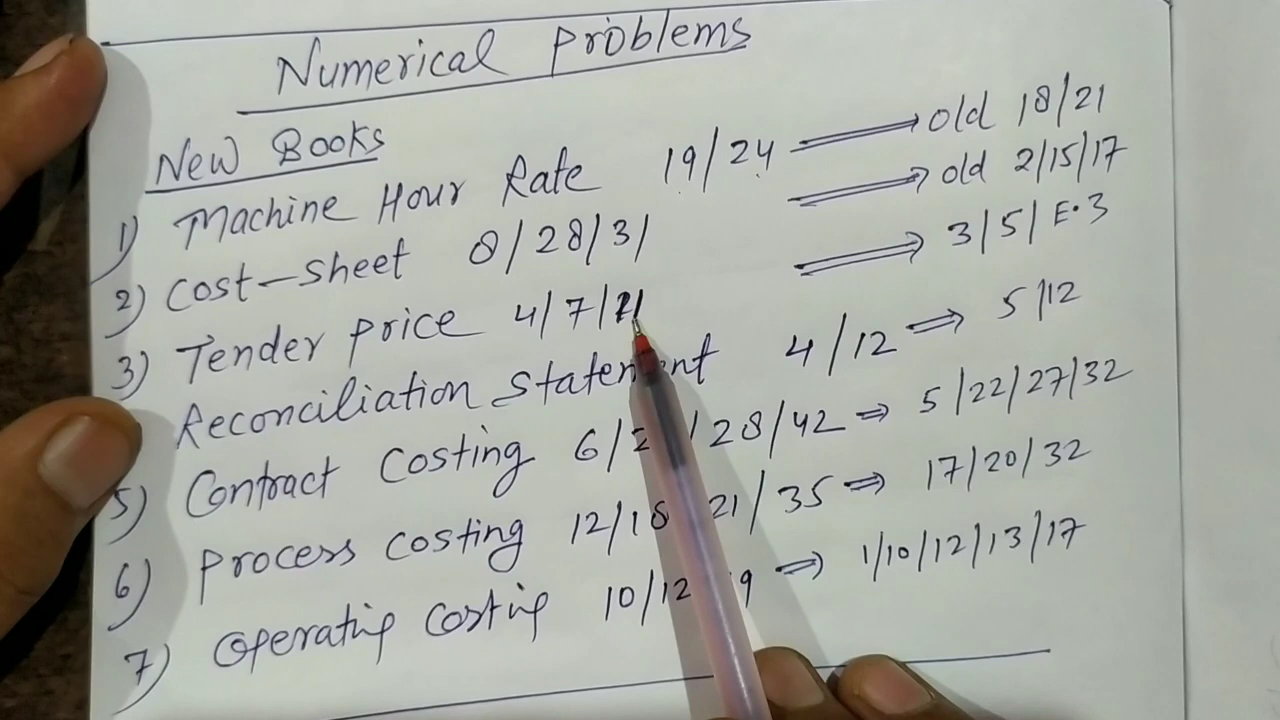 Numerical Problems
New Books
1) Machine Hour Rate 19/24 ⟹ old 18/21
2) Cost-Sheet 8/28/31 ⟹ old 2/15/17
3) Tender Price 4/7/ ⟹ 3/5/E.3
Reconciliation Statement 4/12 ⇒ 5/12
5) Contract Costing 6/ /28/42 ⇒ 5/22/27/32
6) Process Costing 12/18 21/35 ⇒ 17/20/32
7) Operating Costing 10/12 9 ⇒ 1/10/12/13/17